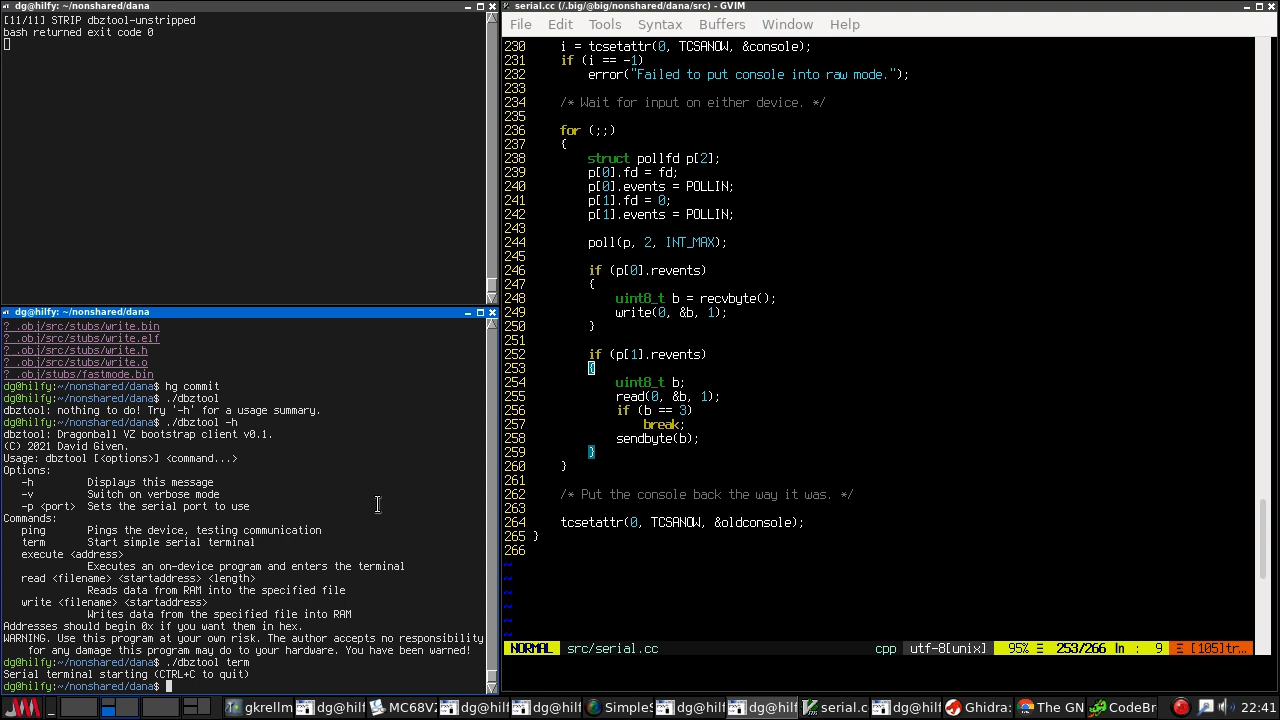 dg@hilfy: ~/nonshared/dana
[11/11] STRIP dbztool-unstripped
bash returned exit code 0
dg@hilfy: ~/nonshared/dana
? .obj/src/stubs/write.bin
? .obj/src/stubs/write.elf
? .obj/src/stubs/write.h
? .obj/src/stubs/write.o
? .obj/stubs/fastmode.bin
dg@hilfy:~/nonshared/dana$ hg commit
dg@hilfy:~/nonshared/dana$ ./dbztool
dbztool: nothing to do! Try '-h' for a usage summary.
dg@hilfy:~/nonshared/dana$ ./dbztool -h
dbztool: Dragonball VZ bootstrap client v0.1.
(C) 2021 David Given.
Usage: dbztool [<options>] <command...>
Options:
-h Displays this message
-v Switch on verbose mode
-p <port> Sets the serial port to use
Commands:
ping Pings the device, testing communication
term Start simple serial terminal
execute <address>
Executes an on-device program and enters the terminal
read <filename> <startaddress> <length>
Reads data from RAM into the specified file
write <filename> <startaddress>
Writes data from the specified file into RAM
Addresses should begin 0x if you want them in hex.
WARNING. Use this program at your own risk. The author accepts no responsibility
for any damage this program may do to your hardware. You have been warned!
dg@hilfy:~/nonshared/dana$ ./dbztool term
Serial terminal starting (CTRL+C to quit)
dg@hilfy:~/nonshared/dana$
serial.cc (/.big/@big/nonshared/dana/src) - GVIM
File Edit Tools Syntax Buffers Window Help
230 i = tcsetattr(0, TCSANOW, &console);
231 if (i == -1)
232 error("Failed to put console into raw mode.");
233
234 /* Wait for input on either device. */
235
236 for (;;)
237 {
238 struct pollfd p[2];
239 p[0].fd = fd;
240 p[0].events = POLLIN;
241 p[1].fd = 0;
242 p[1].events = POLLIN;
243
244 poll(p, 2, INT_MAX);
245
246 if (p[0].revents)
247 {
248 uint8_t b = recvbyte();
249 write(0, &b, 1);
250 }
251
252 if (p[1].revents)
253 {
254 uint8_t b;
255 read(0, &b, 1);
256 if (b == 3)
257 break;
258 sendbyte(b);
259 }
260 }
261
262 /* Put the console back the way it was. */
263
264 tcsetattr(0, TCSANOW, &oldconsole);
265 }
266
~
~
~
~
~
~
NORMAL src/serial.cc cpp utf-8[unix] 95% Ξ 253/266 ln : 9 Ξ [105]tr…
gkrellm dg@hilf MC68V dg@hil dg@hil SimpleS dg@hilf dg@hilf serial.c dg@hilf Ghidra: The GN CodeBr 22:41